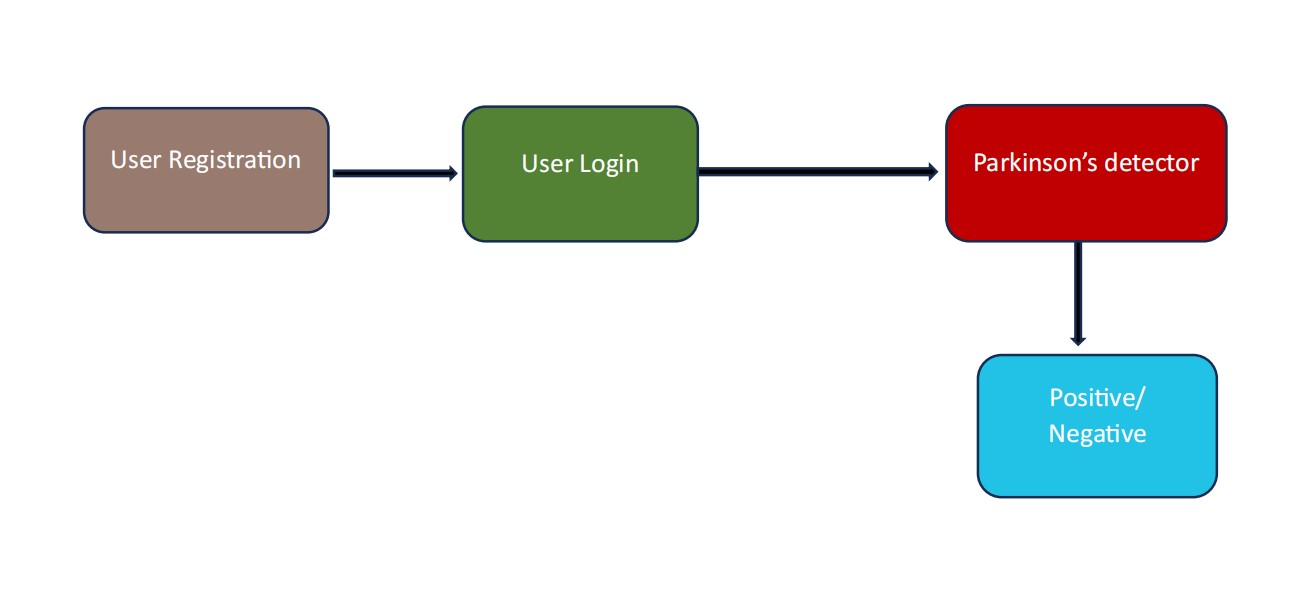 User Registration
User Login
Parkinson’s detector
Positive/
Negative